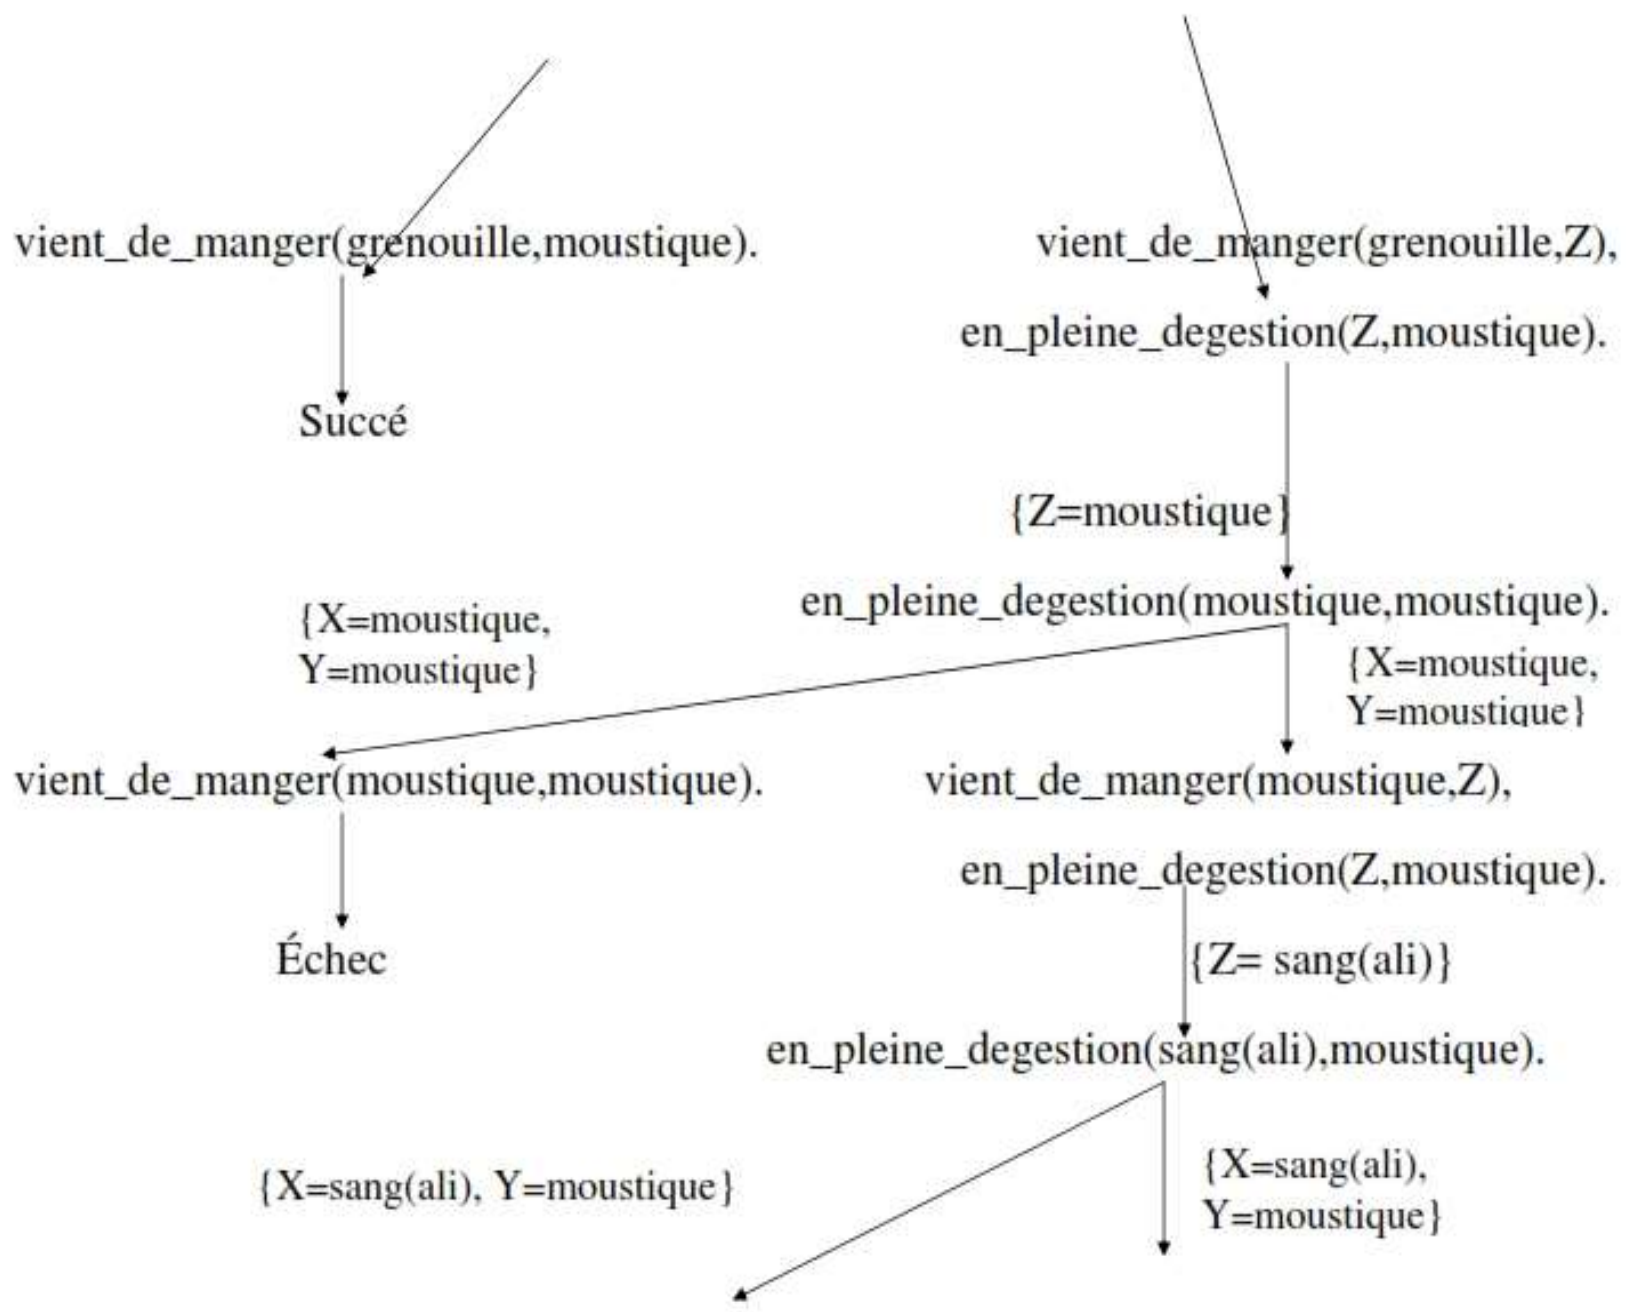 vient_de_manger(grenouille,moustique).
vient_de_manger(grenouille,Z),
en_pleine_degestion(Z,moustique).
Succé
{Z=moustique}
en_pleine_degestion(moustique,moustique).
{X=moustique,
Y=moustique}
{X=moustique,
Y=moustique}
vient_de_manger(moustique,moustique).
vient_de_manger(moustique,Z),
en_pleine_degestion(Z,moustique).
Échec
{Z= sang(ali)}
en_pleine_degestion(sang(ali),moustique).
{X=sang(ali), Y=moustique}
{X=sang(ali),
Y=moustique}